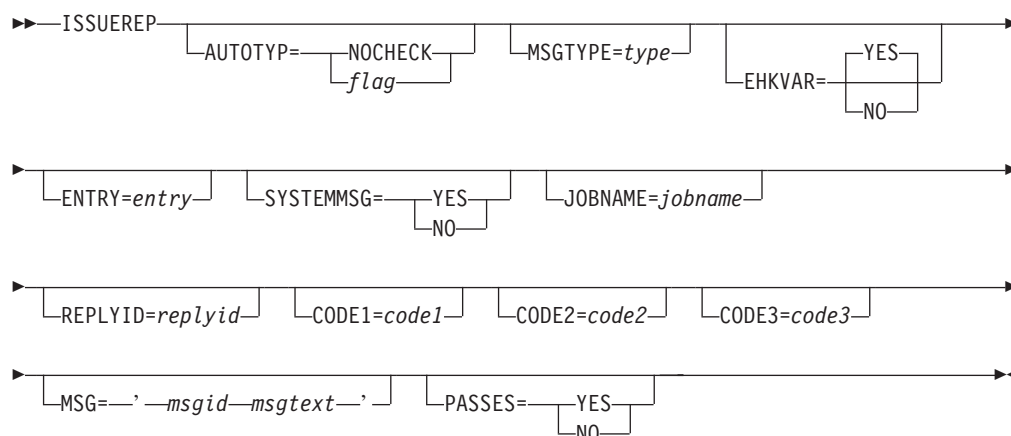 ISSUEREP
AUTOTYP= NOCHECK
flag
MSGTYPE=type
EHKVAR= YES
NO
ENTRY=entry
SYSTEMMSG= YES
NO
JOBNAME=jobname
REPLYID=replyid
CODE1=code1
CODE2=code2
CODE3=code3
MSG= ' msgid msgtext '
PASSES= YES
NO